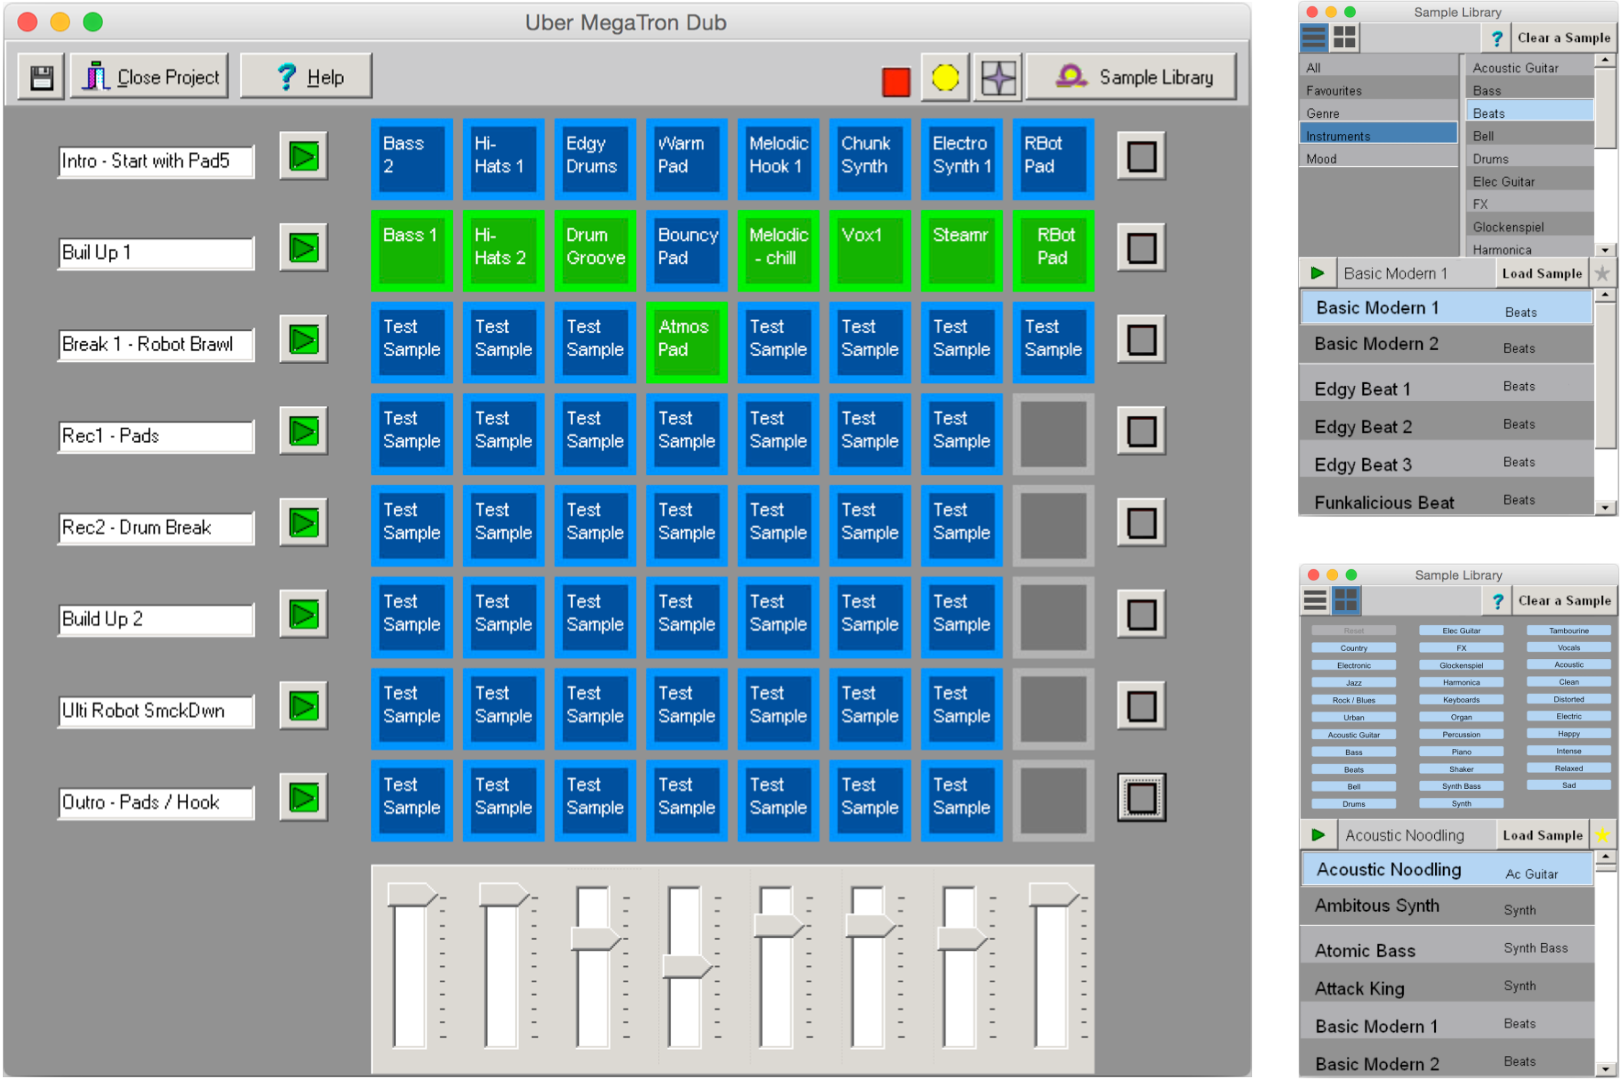 Uber MegaTron Dub
Close Project
? Help
Sample Library
Intro - Start with Pad5
Bass 2
Hi-Hats 1
Edgy Drums
Warm Pad
Melodic Hook 1
Chunk Synth
Electro Synth 1
RBot Pad
Buil Up 1
Bass 1
Hi-Hats 2
Drum Groove
Bouncy Pad
Melodic - chill
Vox1
Steamr
RBot Pad
Break 1 - Robot Brawl
Test Sample
Test Sample
Test Sample
Atmos Pad
Test Sample
Test Sample
Test Sample
Test Sample
Rec1 - Pads
Test Sample
Test Sample
Test Sample
Test Sample
Test Sample
Test Sample
Test Sample
Rec2 - Drum Break
Test Sample
Test Sample
Test Sample
Test Sample
Test Sample
Test Sample
Test Sample
Build Up 2
Test Sample
Test Sample
Test Sample
Test Sample
Test Sample
Test Sample
Test Sample
Ulti Robot SmckDwn
Test Sample
Test Sample
Test Sample
Test Sample
Test Sample
Test Sample
Test Sample
Outro - Pads / Hook
Test Sample
Test Sample
Test Sample
Test Sample
Test Sample
Test Sample
Test Sample
Sample Library
? Clear a Sample
All
Favourites
Genre
Instruments
Mood
Acoustic Guitar
Bass
Beats
Bell
Drums
Elec Guitar
FX
Glockenspiel
Harmonica
Basic Modern 1 Load Sample
Basic Modern 1 Beats
Basic Modern 2 Beats
Edgy Beat 1 Beats
Edgy Beat 2 Beats
Edgy Beat 3 Beats
Funkalicious Beat Beats
Sample Library
? Clear a Sample
Reset
Country
Electronic
Jazz
Rock / Blues
Urban
Acoustic Guitar
Bass
Beats
Bell
Drums
Elec Guitar
FX
Glockenspiel
Harmonica
Keyboards
Organ
Percussion
Piano
Shaker
Synth Bass
Synth
Tambourine
Vocals
Acoustic
Clean
Distorted
Electric
Happy
Intense
Relaxed
Sad
Acoustic Noodling Load Sample
Acoustic Noodling Ac Guitar
Ambitous Synth Synth
Atomic Bass Synth Bass
Attack King Synth
Basic Modern 1 Beats
Basic Modern 2 Beats